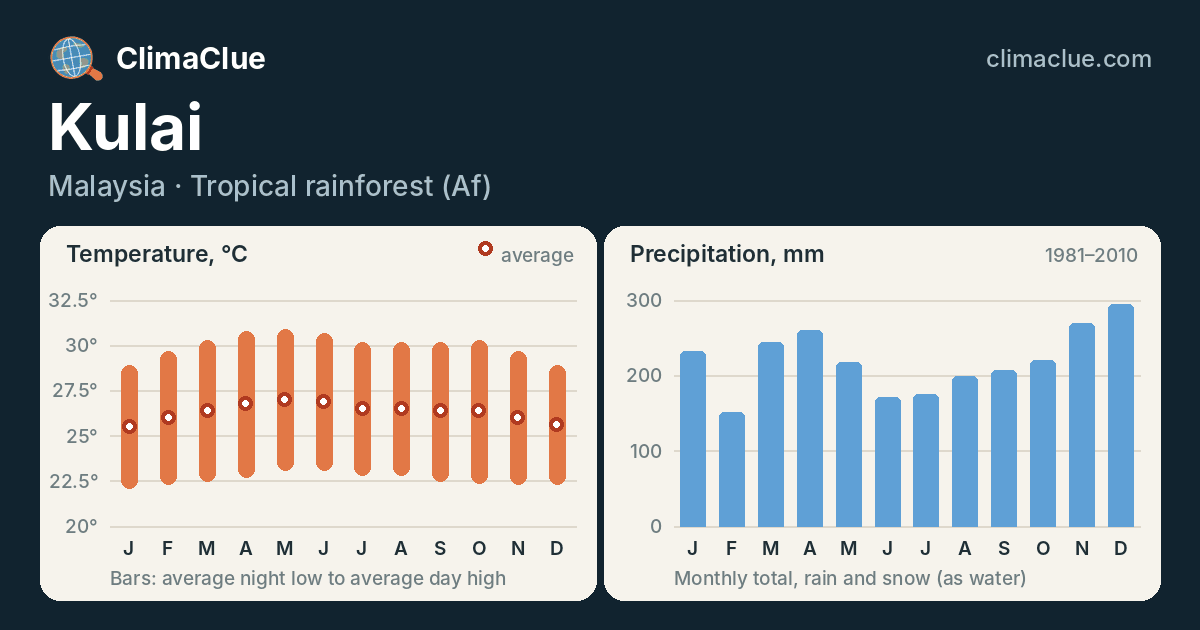 ClimaClue
climaclue.com
Kulai
Malaysia · Tropical rainforest (Af)
Temperature, °C
average
32.5°
30°
27.5°
25°
22.5°
20°
J F M A M J J A S O N D
Bars: average night low to average day high
Precipitation, mm
1981–2010
300
200
100
0
J F M A M J J A S O N D
Monthly total, rain and snow (as water)